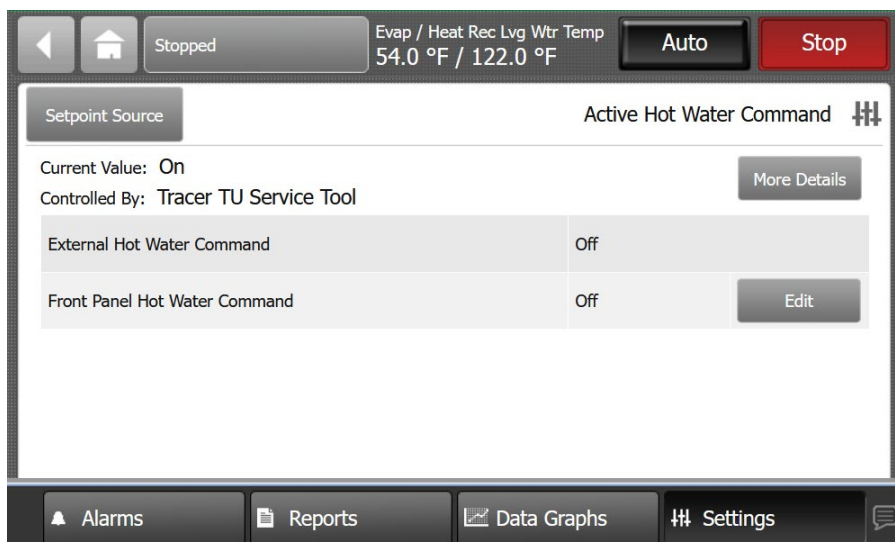 Stopped
Evap / Heat Rec Lvg Wtr Temp
54.0 °F / 122.0 °F
Auto
Stop
Setpoint Source
Active Hot Water Command
Current Value: On
More Details
Controlled By: Tracer TU Service Tool
External Hot Water Command Off
Front Panel Hot Water Command Off Edit
Alarms Reports Data Graphs Settings